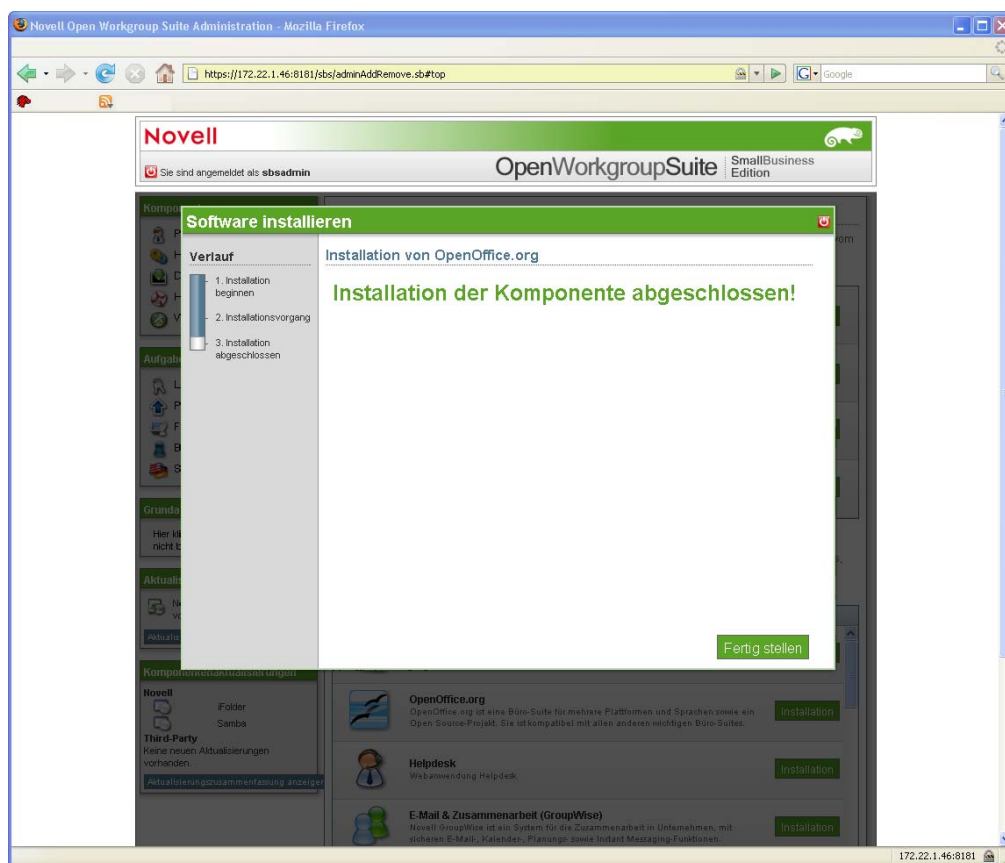 Novell Open Workgroup Suite Administration - Mozilla Firefox
https://172.22.1.46:8181/sbs/adminAddRemove.sb#top
G
Google
Novell
Sie sind angemeldet als sbsadmin
OpenWorkgroupSuite
SmallBusiness
Edition
Software installieren
Verlauf
1. Installation
beginnen
2. Installationsvorgang
3. Installation
abgeschlossen
Installation von OpenOffice.org
Installation der Komponente abgeschlossen!
Fertig stellen
Komponentenaktualisierungen
Novell
iFolder
Samba
Third-Party
Keine neuen Aktualisierungen
vorhanden.
Aktualisierungszusammenfassung anzeigen
OpenOffice.org
OpenOffice.org ist eine Büro-Suite für mehrere Plattformen und Sprachen sowie ein
Open Source-Projekt. Sie ist kompatibel mit allen anderen wichtigen Büro-Suites.
Installation
Helpdesk
Webanwendung Helpdesk
Installation
E-Mail & Zusammenarbeit (GroupWise)
Novell GroupWise ist ein System für die Zusammenarbeit in Unternehmen, mit
sicheren E-Mail-, Kalender-, Planungs- sowie Instant Messaging-Funktionen.
Installation
172.22.1.46:8181